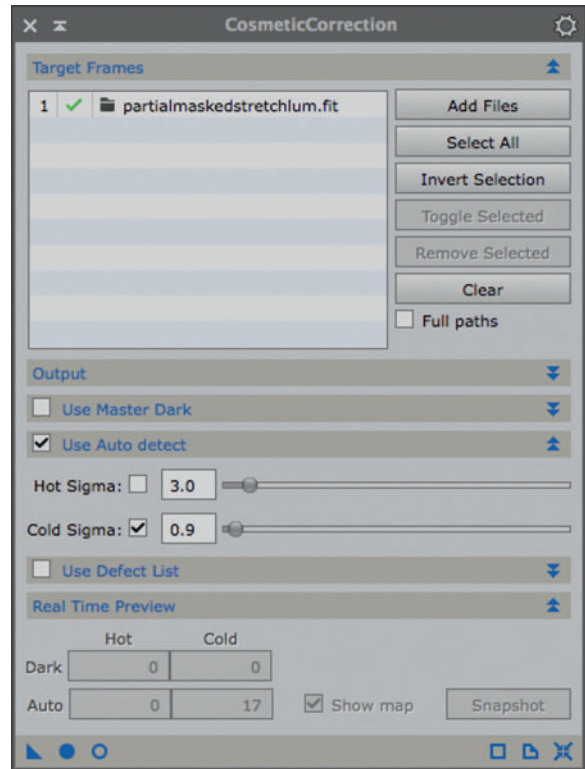 CosmeticCorrection
Target Frames
1 partialmaskedstretchlum.fit
Add Files
Select All
Invert Selection
Toggle Selected
Remove Selected
Clear
Full paths
Output
Use Master Dark
Use Auto detect
Hot Sigma: 3.0
Cold Sigma: 0.9
Use Defect List
Real Time Preview
Hot Cold
Dark 0 0
Auto 0 17 Show map Snapshot